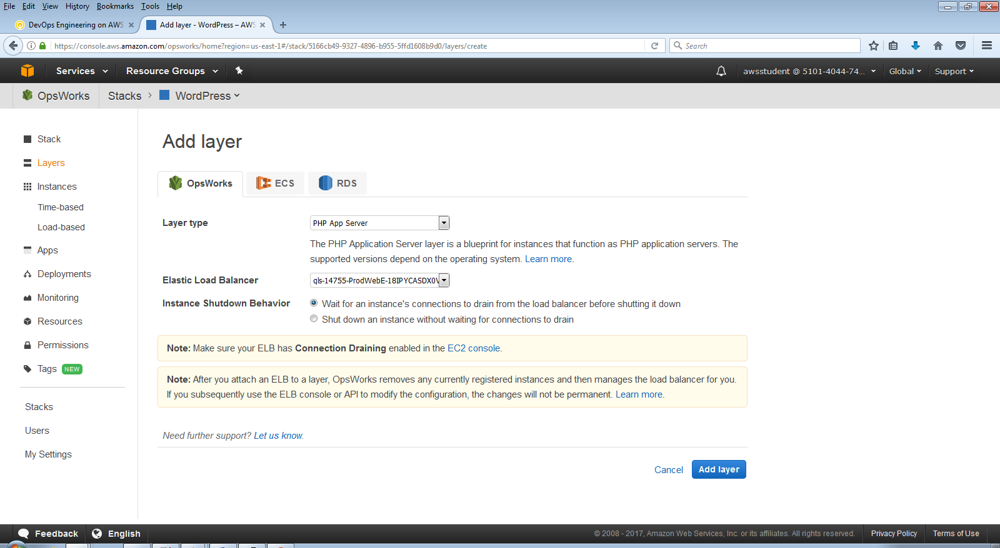 File Edit View History Bookmarks Tools Help
DevOps Engineering on AWS
Add layer - WordPress – AWS
https://console.aws.amazon.com/opsworks/home?region=us-east-1#/stack/5166cb49-9327-4896-b955-5ffd1608b9d0/layers/create
Search
Services Resource Groups
awsstudent @ 5101-4044-74... Global Support
OpsWorks Stacks > WordPress
Stack
Layers
Instances
Time-based
Load-based
Apps
Deployments
Monitoring
Resources
Permissions
Tags NEW
Stacks
Users
My Settings
Add layer
OpsWorks ECS RDS
Layer type PHP App Server
The PHP Application Server layer is a blueprint for instances that function as PHP application servers. The
supported versions depend on the operating system. Learn more.
Elastic Load Balancer qls-14755-ProdWebE-18IPYCASDX0V
Instance Shutdown Behavior Wait for an instance's connections to drain from the load balancer before shutting it down
Shut down an instance without waiting for connections to drain
Note: Make sure your ELB has Connection Draining enabled in the EC2 console.
Note: After you attach an ELB to a layer, OpsWorks removes any currently registered instances and then manages the load balancer for you.
If you subsequently use the ELB console or API to modify the configuration, the changes will not be permanent. Learn more.
Need further support? Let us know.
Cancel Add layer
Feedback English
© 2008 - 2017, Amazon Web Services, Inc. or its affiliates. All rights reserved. Privacy Policy Terms of Use